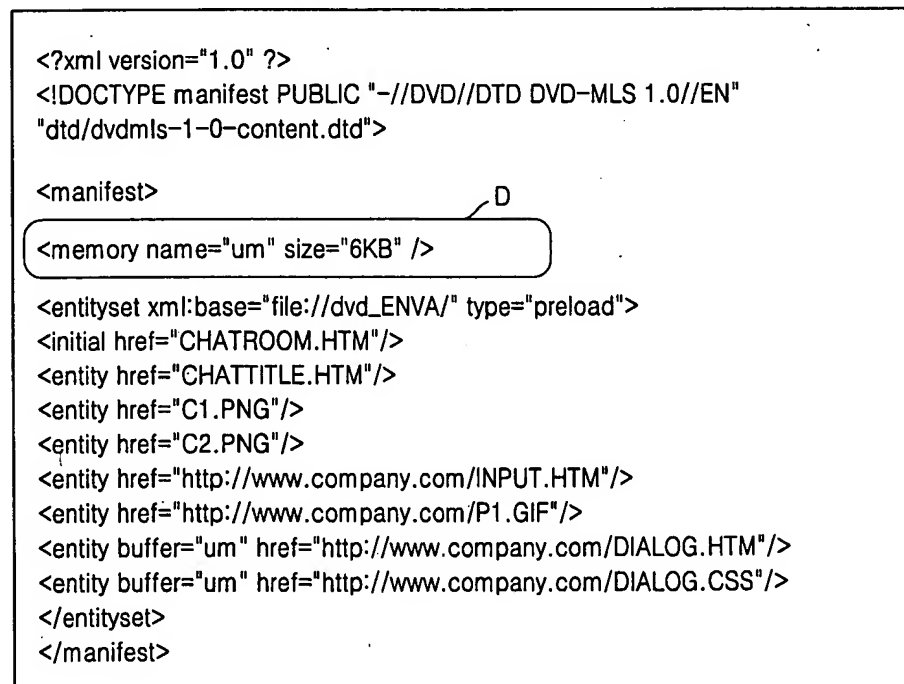 <?xml version="1.0" ?>
<!DOCTYPE manifest PUBLIC "-//DVD//DTD DVD-MLS 1.0//EN"
"dtd/dvdmls-1-0-content.dtd">
<manifest>
D
<memory name="um" size="6KB" />
<entityset xml:base="file://dvd_ENVA/" type="preload">
<initial href="CHATROOM.HTM"/>
<entity href="CHATTITLE.HTM"/>
<entity href="C1.PNG"/>
<entity href="C2.PNG"/>
<entity href="http://www.company.com/INPUT.HTM"/>
<entity href="http://www.company.com/P1.GIF"/>
<entity buffer="um" href="http://www.company.com/DIALOG.HTM"/>
<entity buffer="um" href="http://www.company.com/DIALOG.CSS"/>
</entityset>
</manifest>